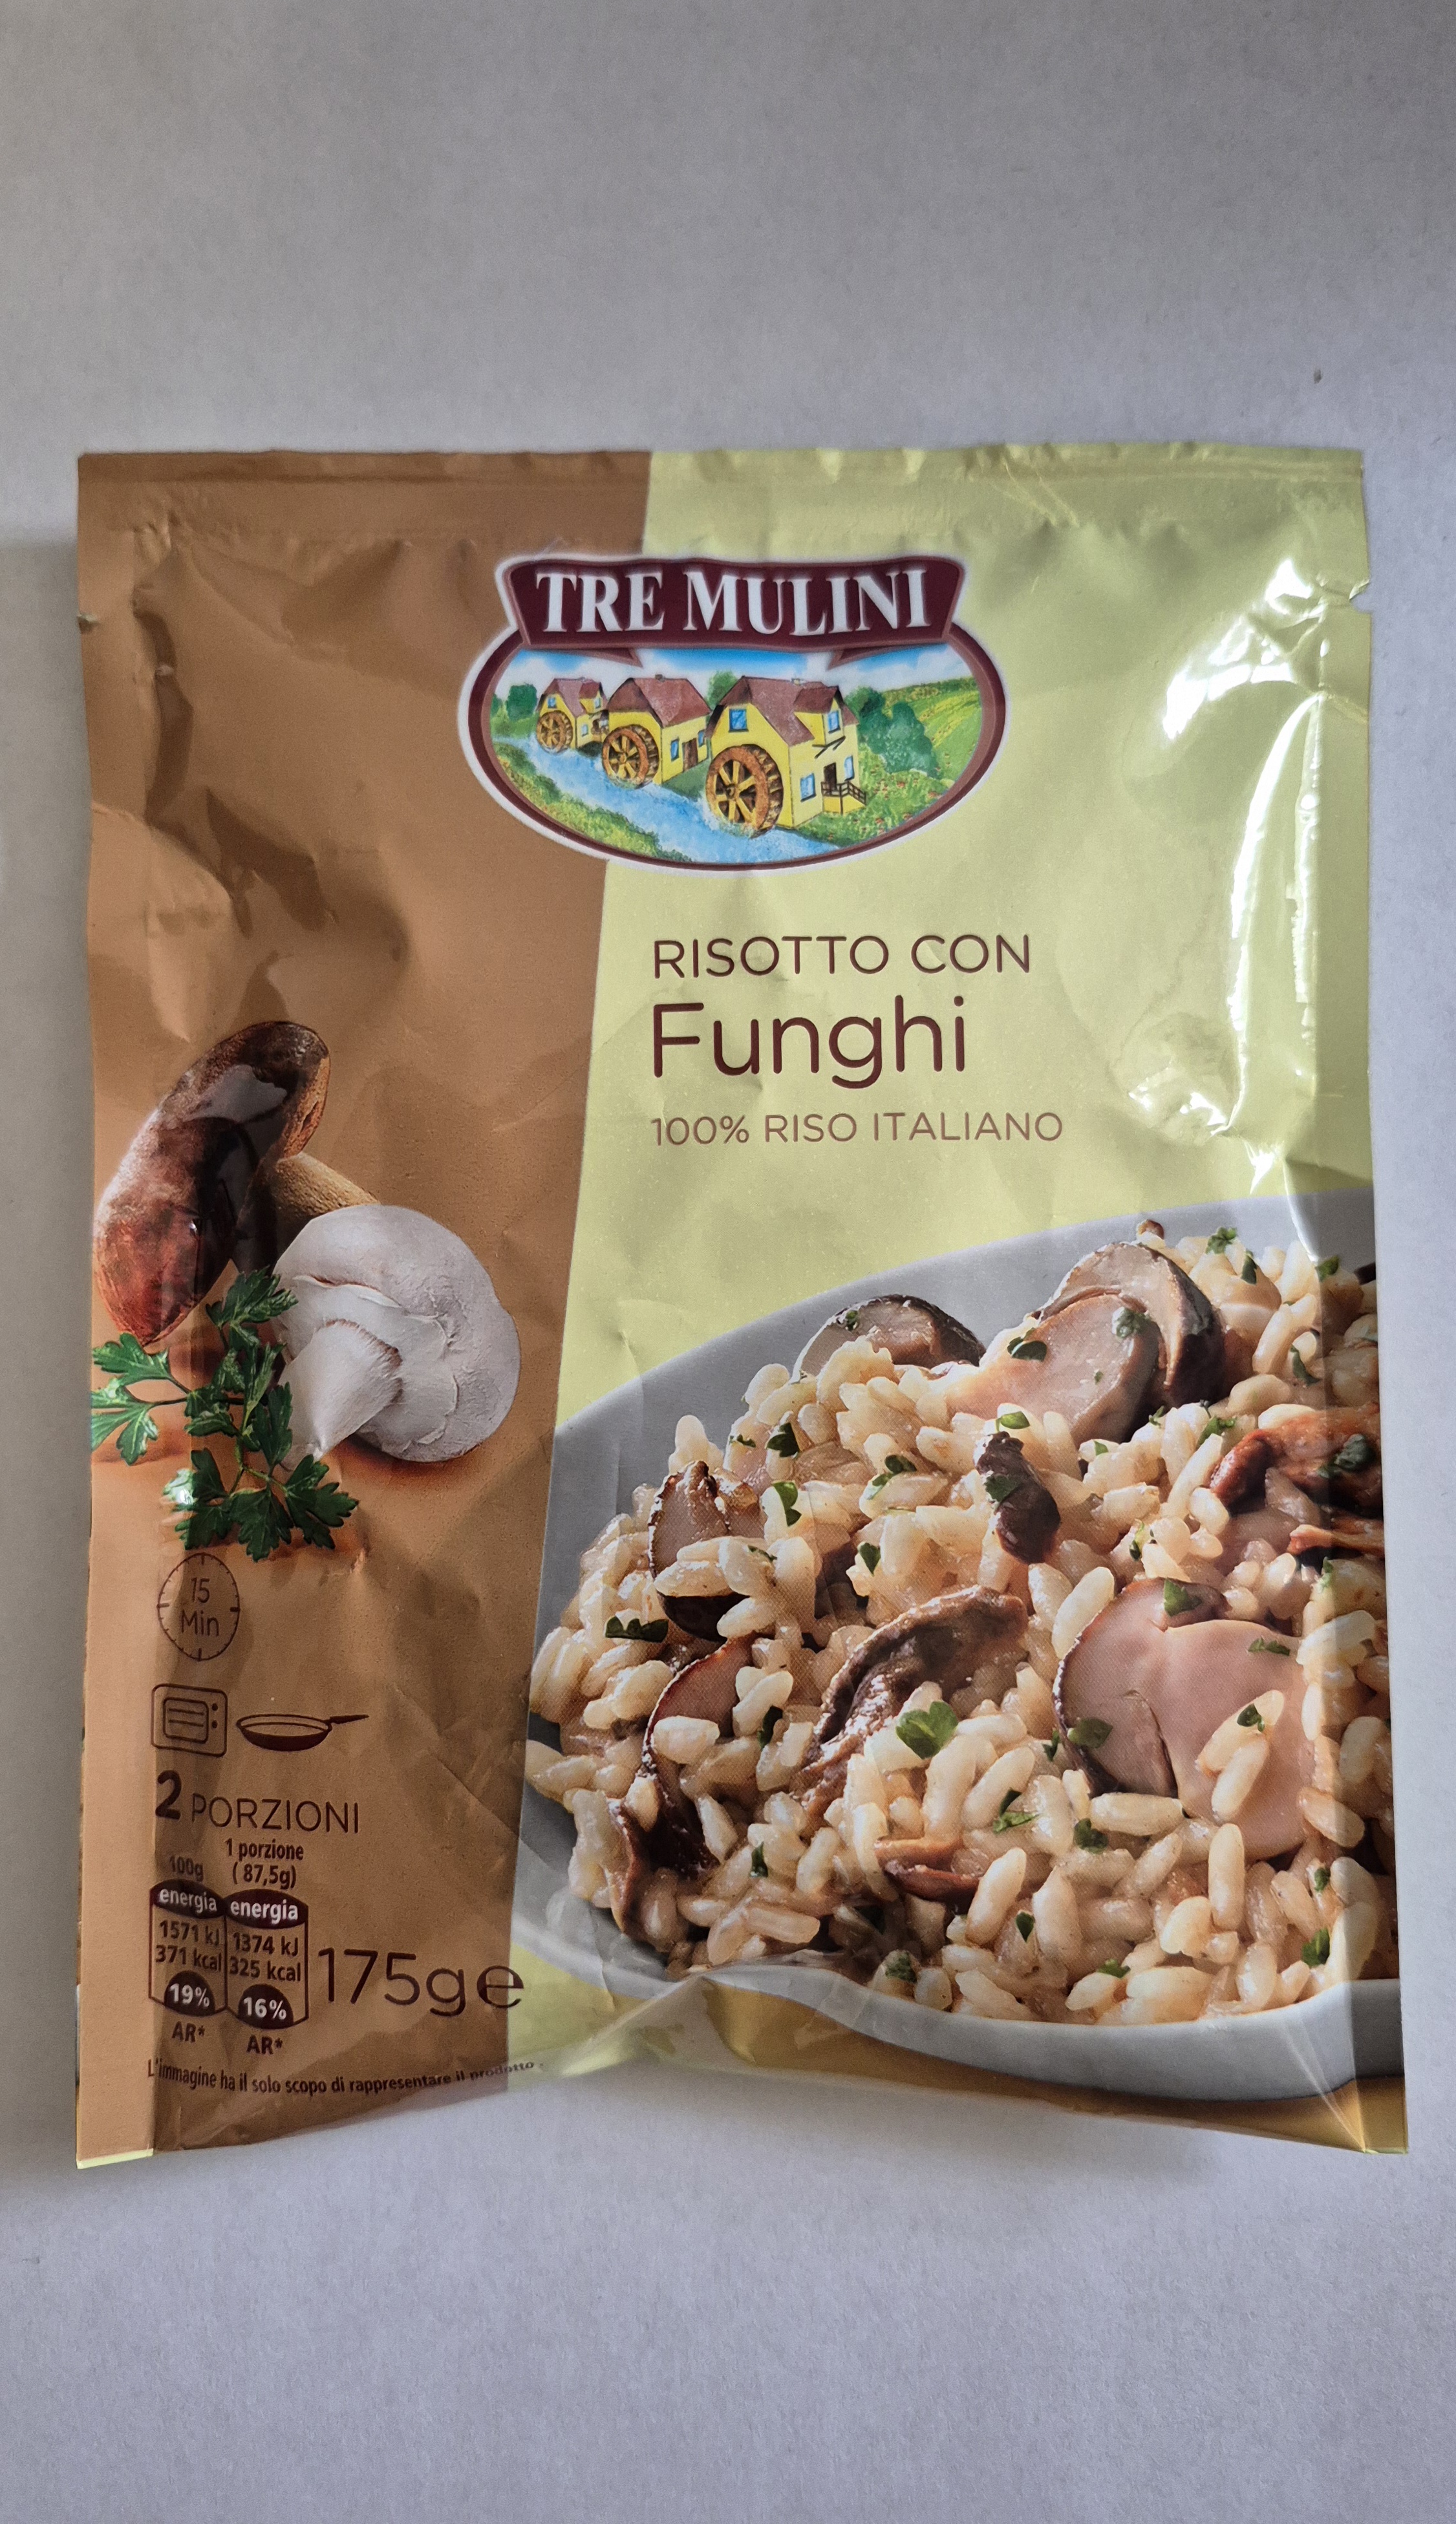 TRE MULINI
RISOTTO CON
Funghi
100% RISO ITALIANO
15
Min
2 PORZIONI
1 porzione
100g (87,5g)
energia energia
1571 kJ 1374 kJ
371 kcal 325 kcal
19% 16%
AR* AR*
175g e
L'immagine ha il solo scopo di rappresentare il prodotto.